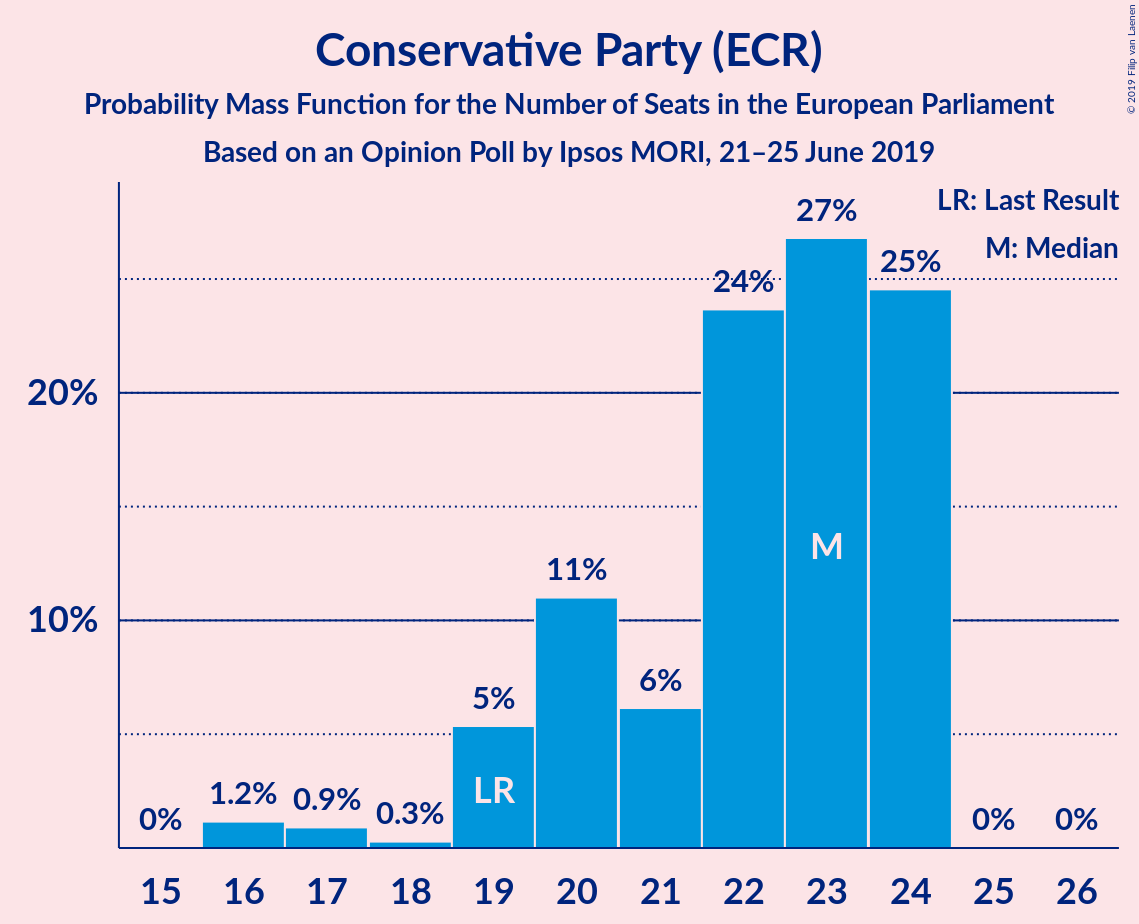 Conservative Party (ECR)
Probability Mass Function for the Number of Seats in the European Parliament
Based on an Opinion Poll by Ipsos MORI, 21–25 June 2019
© 2019 Filip van Laenen
LR: Last Result
M: Median
20%
10%
0%
1.2%
0.9%
0.3%
5%
11%
6%
24%
27%
25%
0%
0%
LR
M
15 16 17 18 19 20 21 22 23 24 25 26